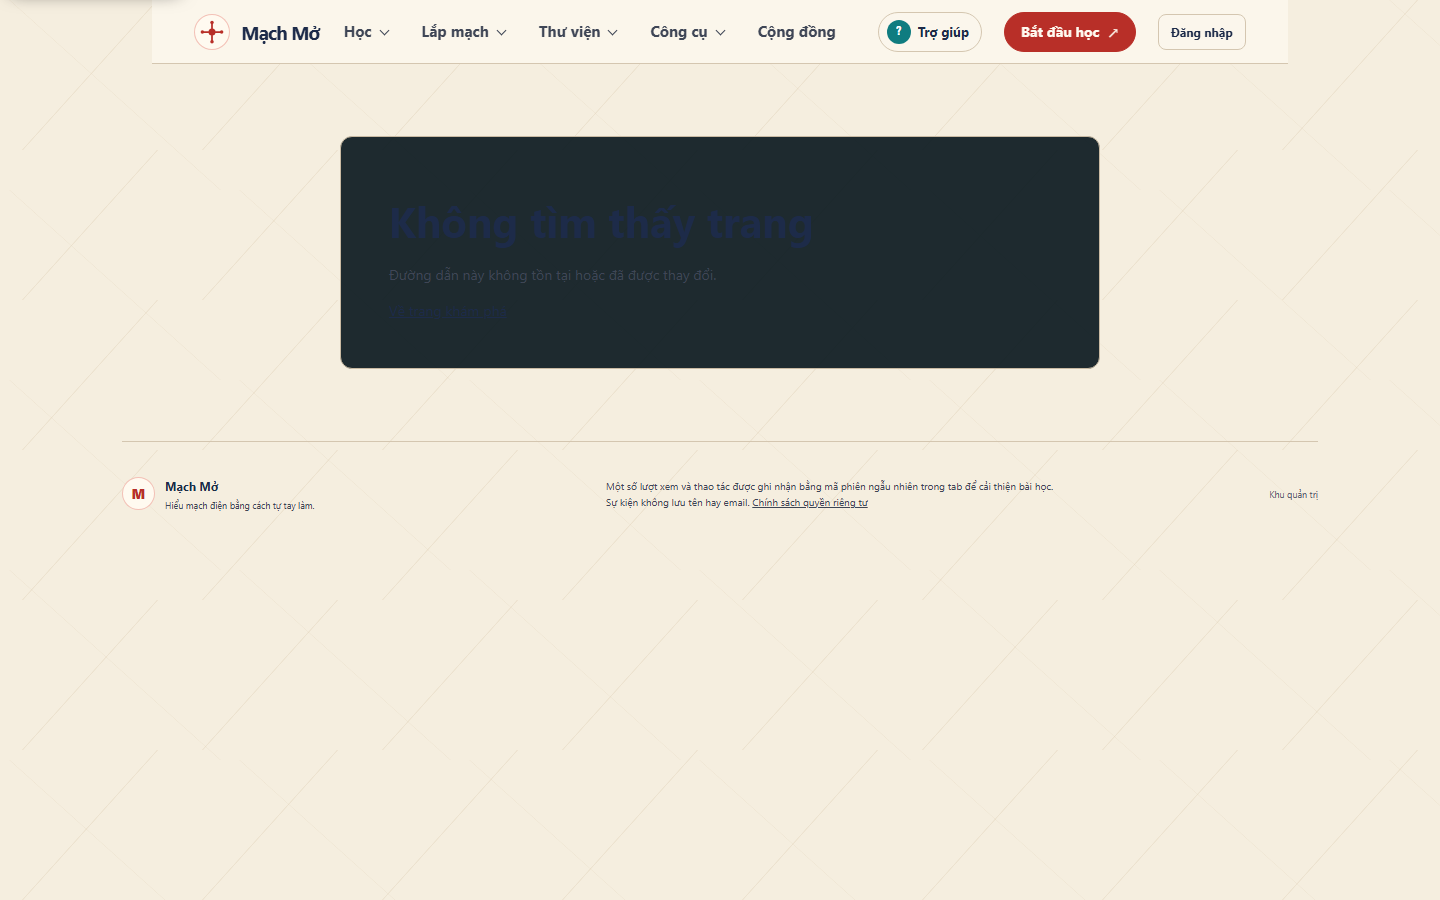 Mạch Mở
Học
Lắp mạch
Thư viện
Công cụ
Cộng đồng
? Trợ giúp
Bắt đầu học ↗
Đăng nhập
Không tìm thấy trang
Đường dẫn này không tồn tại hoặc đã được thay đổi.
M
Mạch Mở
Hiểu mạch điện bằng cách tự tay làm.
Một số lượt xem và thao tác được ghi nhận bằng mã phiên ngẫu nhiên trong tab để cải thiện bài học.
Sự kiện không lưu tên hay email. Chính sách quyền riêng tư
Khu quản trị